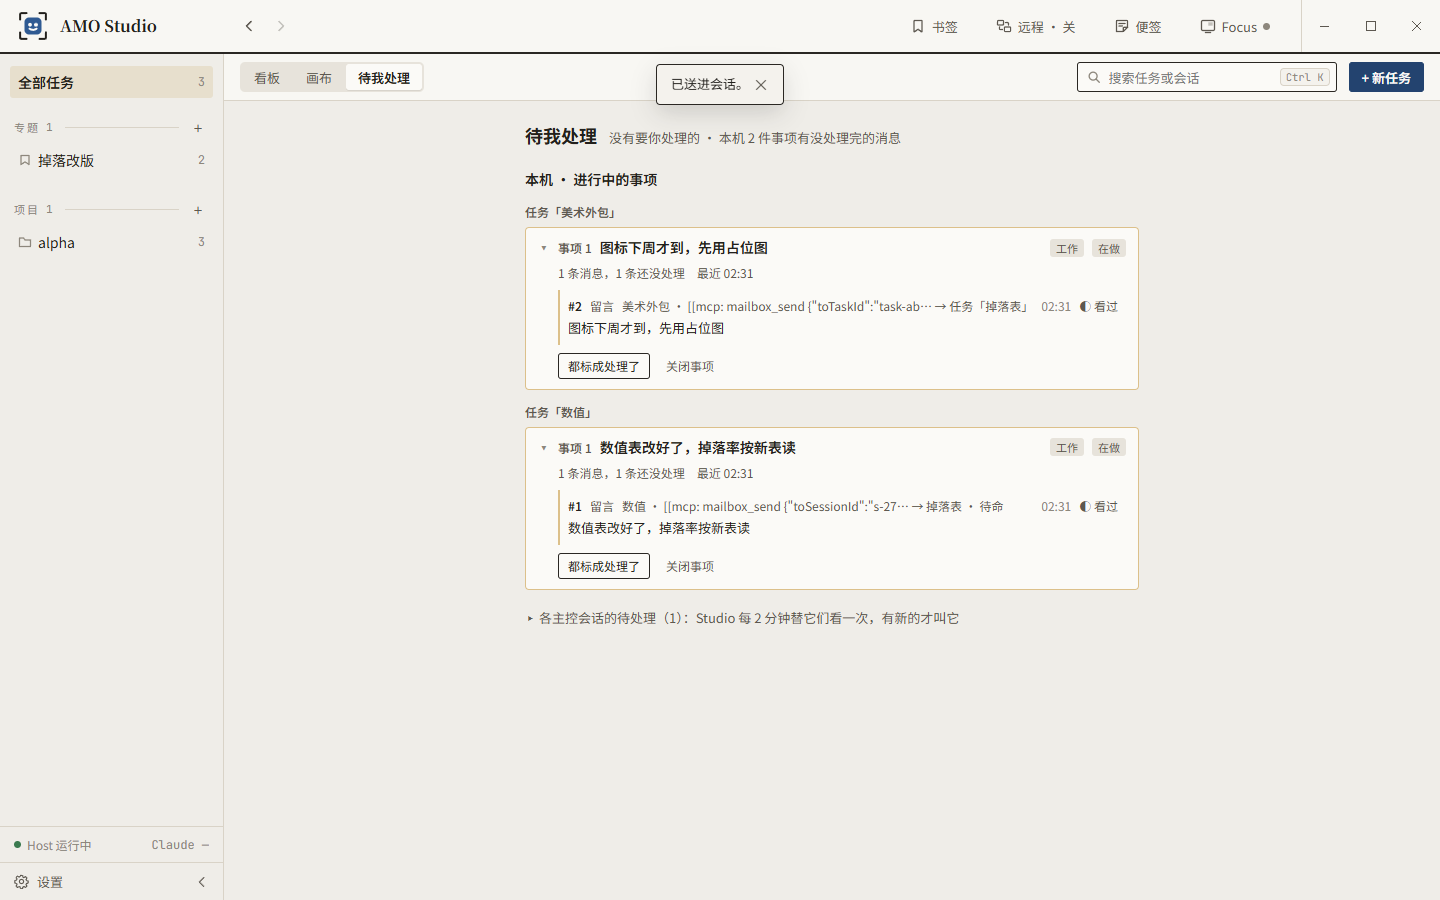 AMO Studio
书签
远程 · 关
便签
Focus
全部任务 3
看板
画布
待我处理
已送进会话。
搜索任务或会话 Ctrl K
+ 新任务
专题 1 +
掉落改版 2
项目 1 +
alpha 3
待我处理 没有要你处理的 · 本机 2 件事项有没处理完的消息
本机 · 进行中的事项
任务「美术外包」
事项 1 图标下周才到，先用占位图 工作 在做
1 条消息，1 条还没处理 最近 02:31
#2 留言 美术外包 · [[mcp: mailbox_send {"toTaskId":"task-ab… → 任务「掉落表」 02:31 看过
图标下周才到，先用占位图
都标成处理了 关闭事项
任务「数值」
事项 1 数值表改好了，掉落率按新表读 工作 在做
1 条消息，1 条还没处理 最近 02:31
#1 留言 数值 · [[mcp: mailbox_send {"toSessionId":"s-27… → 掉落表 · 待命 02:31 看过
数值表改好了，掉落率按新表读
都标成处理了 关闭事项
各主控会话的待处理（1）：Studio 每 2 分钟替它们看一次，有新的才叫它
Host 运行中 Claude —
设置